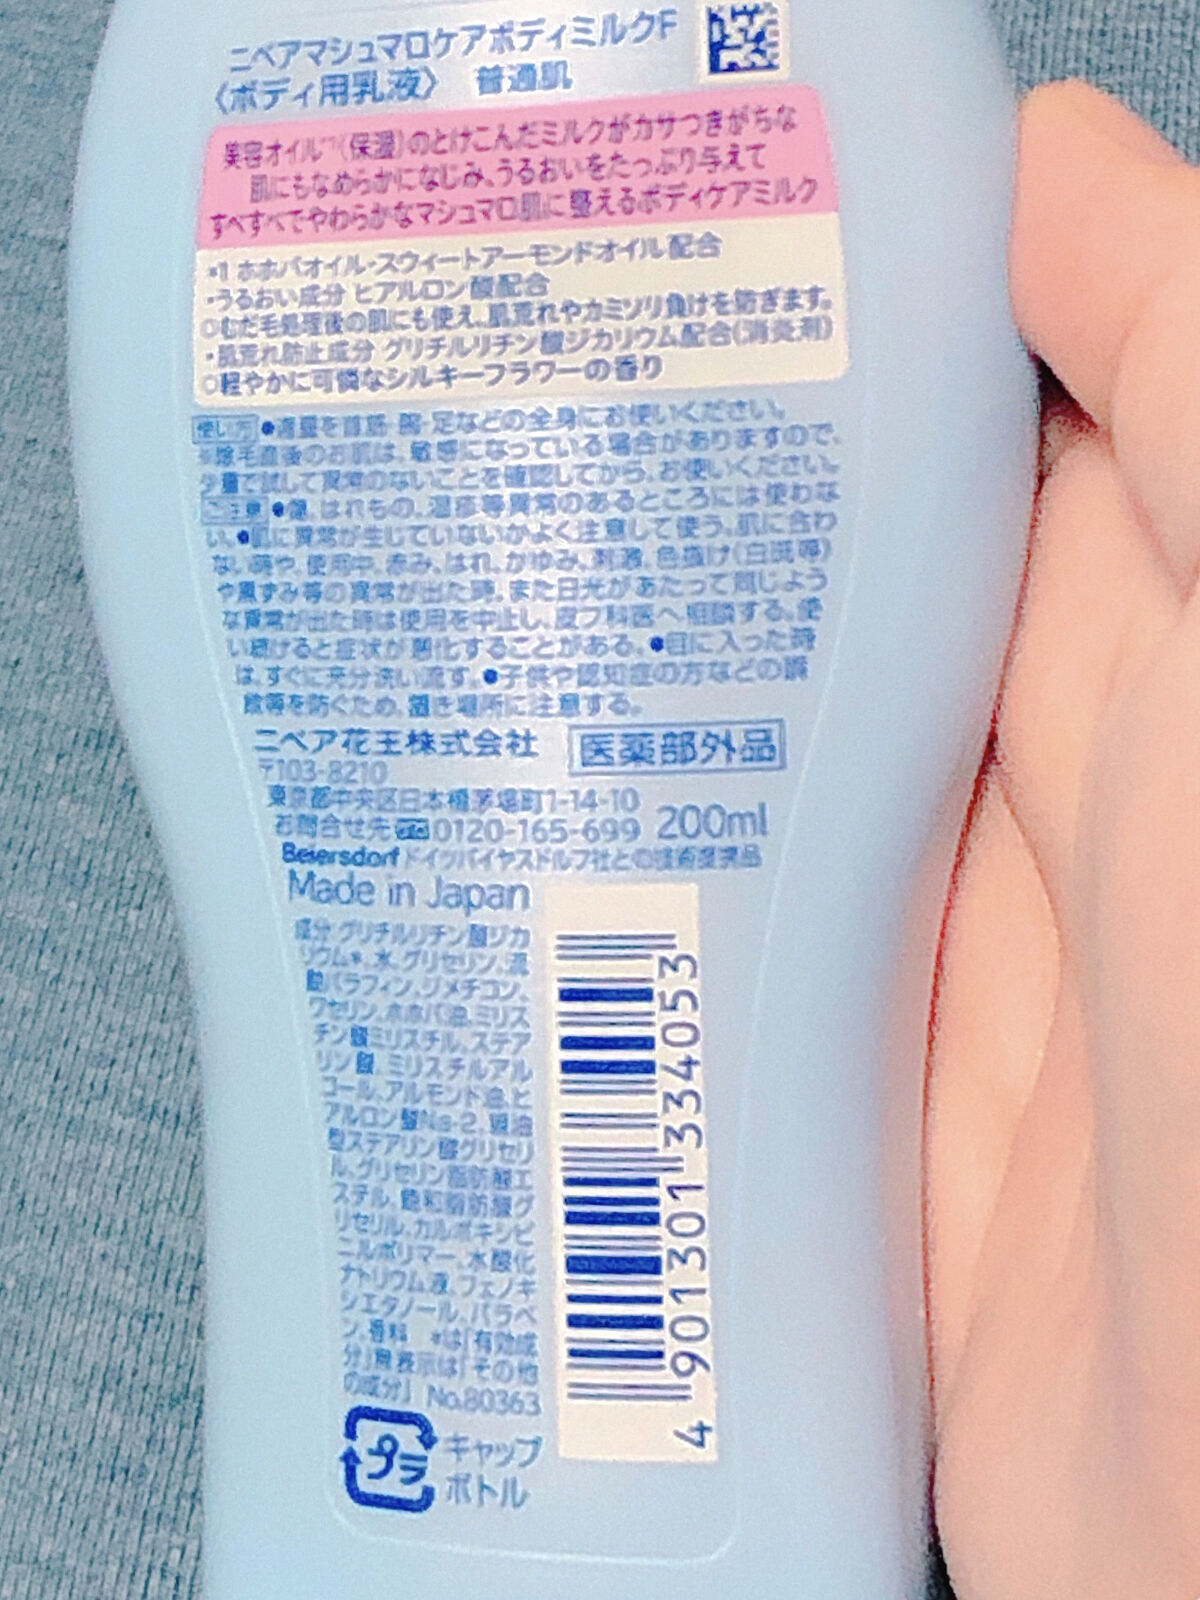 ニベアマシュマロケアボディミルクF
〈ボディ用乳液〉 普通肌
美容オイル*1(保湿)のとけこんだミルクがカサつきがちな
肌にもなめらかになじみ、うるおいをたっぷり与えて
すべすべでやわらかなマシュマロ肌に整えるボディケアミルク
*1 ホホバオイル・スウィートアーモンドオイル配合
・うるおい成分 ヒアルロン酸配合
○むだ毛処理後の肌にも使え、肌荒れやカミソリ負けを防ぎます。
・肌荒れ防止成分 グリチルリチン酸ジカリウム配合(消炎剤)
○軽やかに可憐なシルキーフラワーの香り
使い方 ●適量を首筋・腕・足などの全身にお使いください。
※除毛直後のお肌は、敏感になっている場合がありますので、
少量で試して異常のないことを確認してから、お使いください。
ご注意 ●傷、はれもの、湿疹等異常のあるところには使わな
い。●肌に異常が生じていないかよく注意して使う。肌に合わ
ない時や、使用中、赤み、はれ、かゆみ、刺激、色抜け(白斑等)
や黒ずみ等の異常が出た時、また日光があたって同じよう
な異常が出た時は使用を中止し、皮フ科医へ相談する。使
い続けると症状が悪化することがある。●目に入った時
は、すぐに充分洗い流す。●子供や認知症の方などの誤
飲等を防ぐため、置き場所に注意する。
ニベア花王株式会社 医薬部外品
〒103-8210
東京都中央区日本橋茅場町1-14-10
お問合せ先 0120-165-699 200ml
Beiersdorf ドイツバイヤスドルフ社との技術提携品
Made in Japan
成分 グリチルリチン酸ジカ
リウム*、水、グリセリン、流
動パラフィン、ジメチコン、
ワセリン、ホホバ油、ミリス
チン酸ミリスチル、ステア
リン酸、ミリスチルアル
コール、アルモンド油、ヒ
アルロン酸Na-2、親油
型ステアリン酸グリセリ
ル、グリセリン脂肪酸エ
ステル、飽和脂肪酸グ
リセリル、カルボキシビ
ニルポリマー、水酸化
ナトリウム液、フェノキ
シエタノール、パラベ
ン、香料 *は「有効成
分」無表示は「その他
の成分」 No.80363
4 901301 334053
プラ
キャップ
ボトル